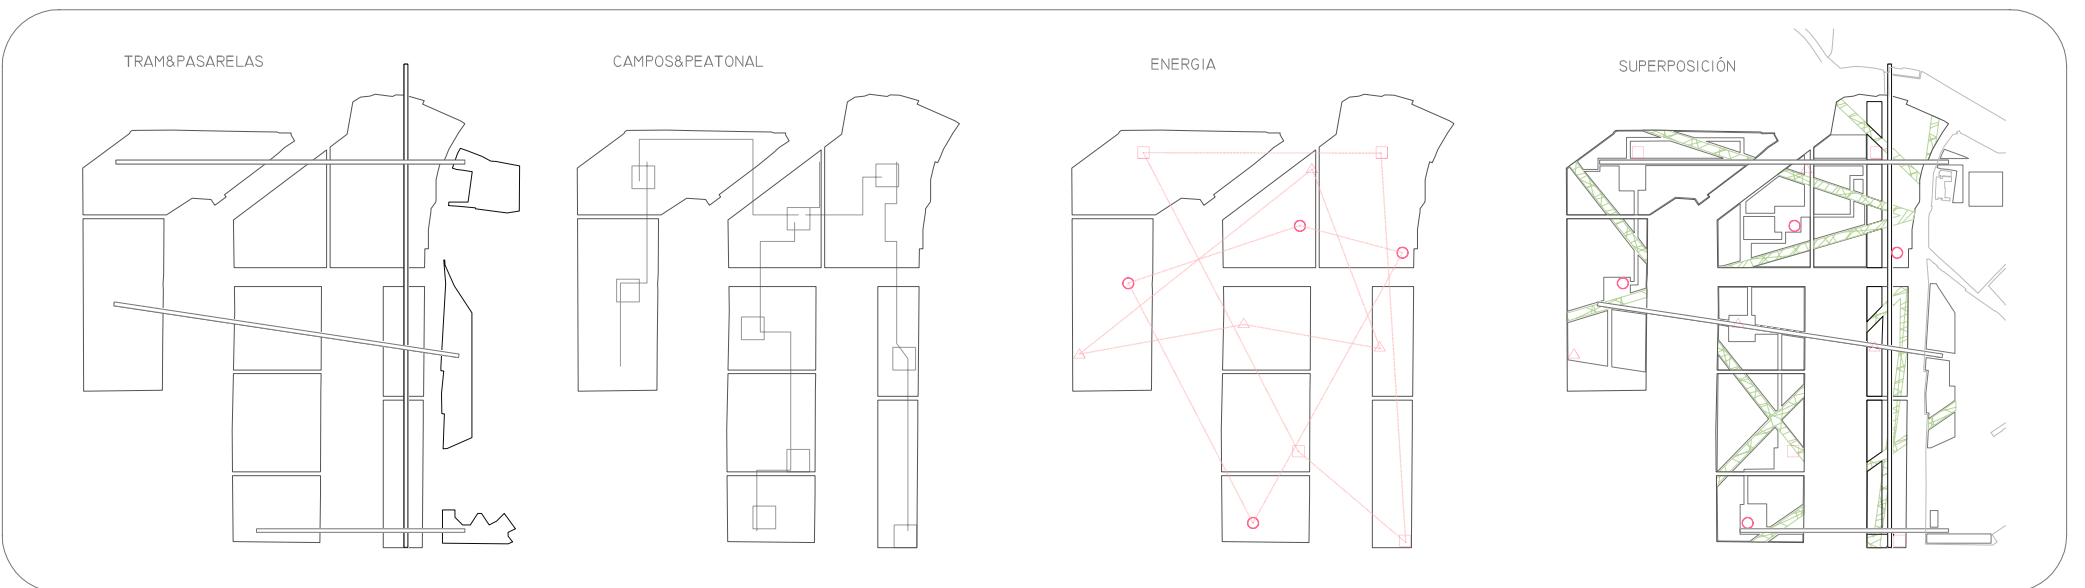 TRAM&PASARELAS
CAMPOS&PEATONAL
ENERGIA
SUPERPOSICIÓN